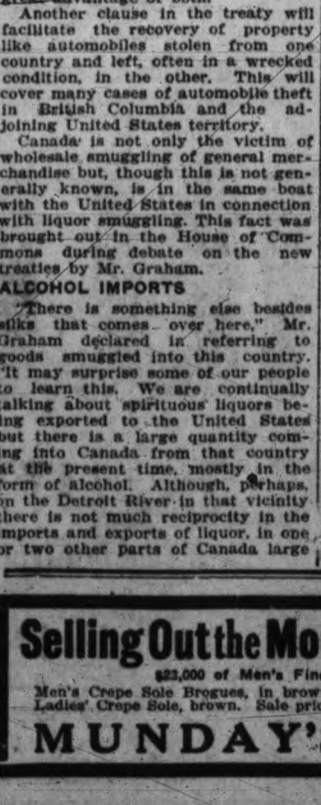 Another clause in the treaty will
facilitate the recovery of property
like automobiles stolen from one
country and left, often in a wrecked
condition, in the other. This will
cover many cases of automobile theft
in British Columbia and the ad-
joining United States territory.
Canada is not only the victim of
wholesale smuggling of general mer-
chandise but, though this is not gen-
erally known, is in the same boat
with the United States in connection
with liquor smuggling. This fact was
brought out in the House of Com-
mons during debate on the new
treaties by Mr. Graham.
ALCOHOL IMPORTS
"There is something else besides
silks that comes over here," Mr.
Graham declared in referring to
goods smuggled into this country.
"It may surprise some of our people
to learn this. We are continually
talking about spirituous liquors be-
ing exported to the United States
but there is a large quantity com-
ing into Canada from that country
at the present time, mostly in the
form of alcohol. Although, perhaps,
on the Detroit River in that vicinity
there is not much reciprocity in the
imports and exports of liquor, in one
or two other parts of Canada large
Selling Out the Mo
$23,000 of Men's Fin
Men's Crepe Sole Brogues, in brow
Ladies' Crepe Sole, brown. Sale pric
MUNDAY'